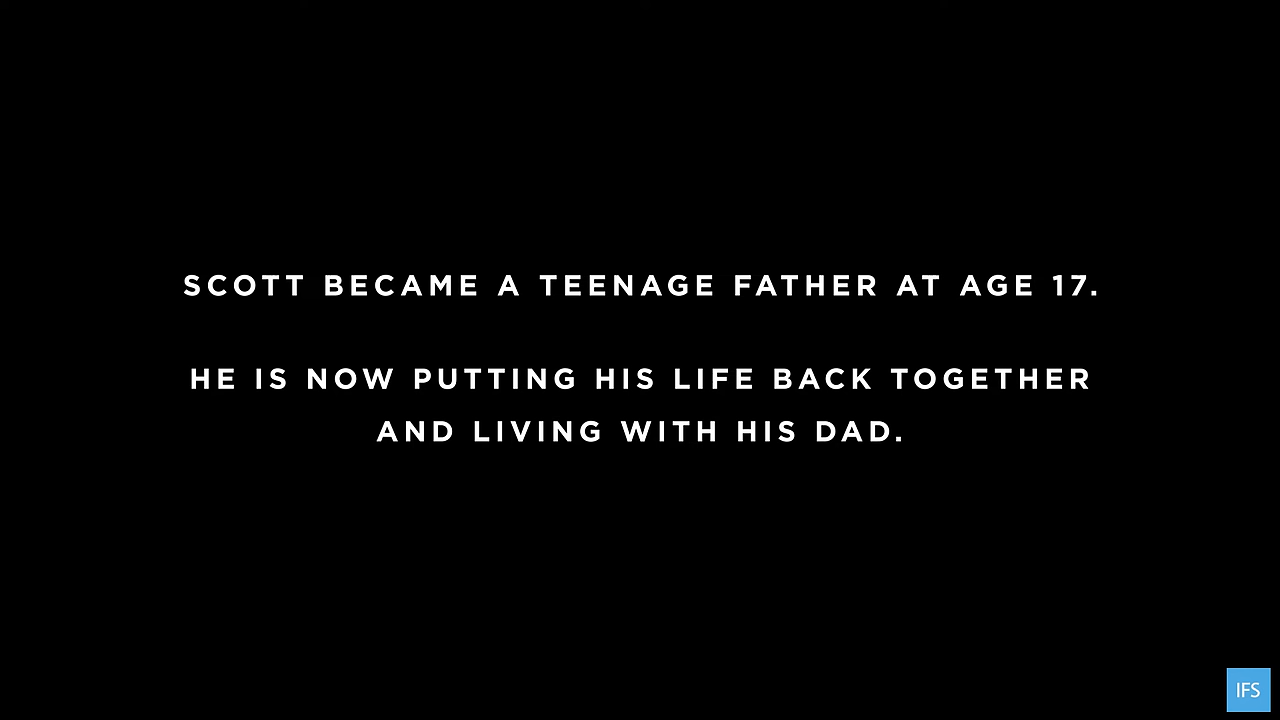 SCOTT BECAME A TEENAGE FATHER AT AGE 17.
HE IS NOW PUTTING HIS LIFE BACK TOGETHER
AND LIVING WITH HIS DAD.
IFS